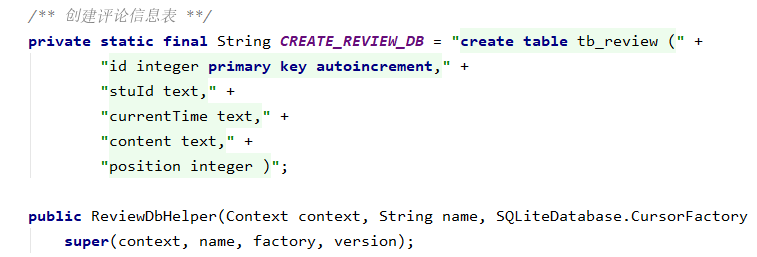 /** 创建评论信息表 **/
private static final String CREATE_REVIEW_DB = "create table tb_review (" +
"id integer primary key autoincrement," +
"stuId text," +
"currentTime text," +
"content text," +
"position integer )";
public ReviewDbHelper(Context context, String name, SQLiteDatabase.CursorFactory
super(context, name, factory, version);